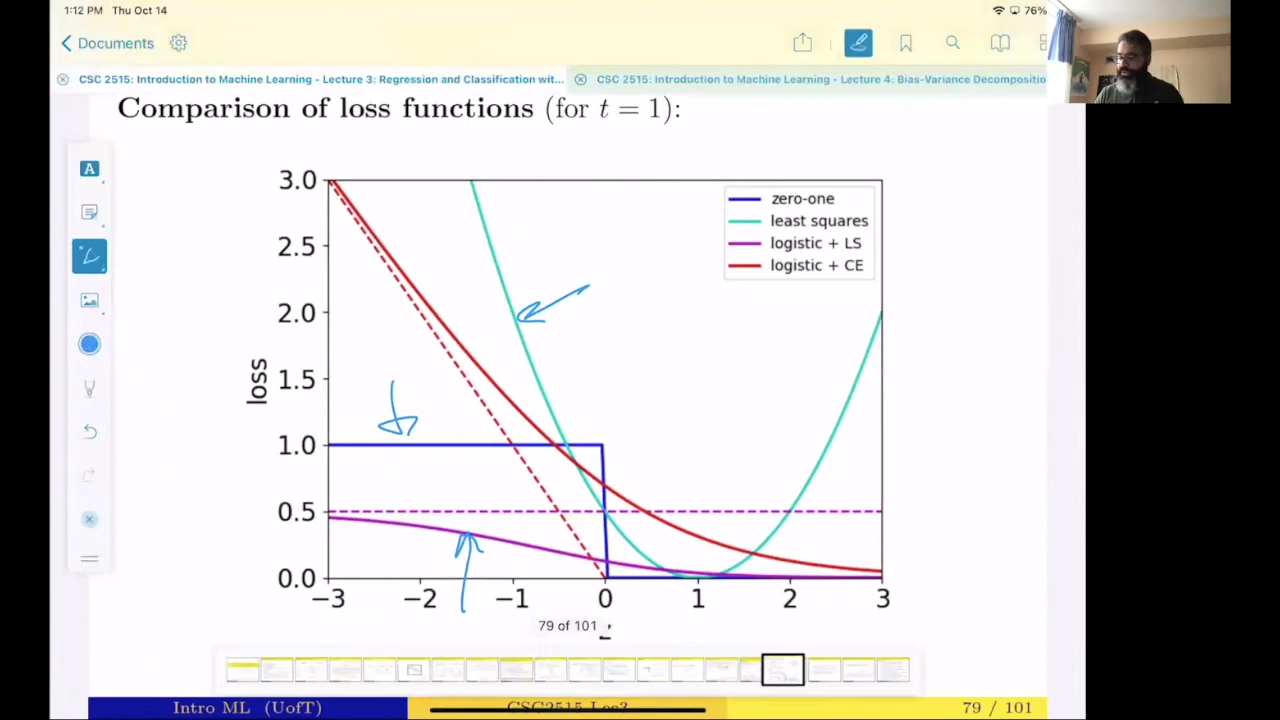 1:12 PM Thu Oct 14
76%
Documents
CSC 2515: Introduction to Machine Learning - Lecture 3: Regression and Classification wit...
CSC 2515: Introduction to Machine Learning - Lecture 4: Bias-Variance Decompositio
Comparison of loss functions (for t = 1):
A
3.0
2.5
2.0
1.5
1.0
0.5
0.0
loss
zero-one
least squares
logistic + LS
logistic + CE
−3 −2 −1 0 1 2 3
79 of 101
Intro ML (UofT)
CSC2515-Lec3
79 / 101